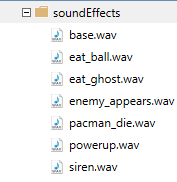 soundEffects
base.wav
eat_ball.wav
eat_ghost.wav
enemy_appears.wav
pacman_die.wav
powerup.wav
siren.wav